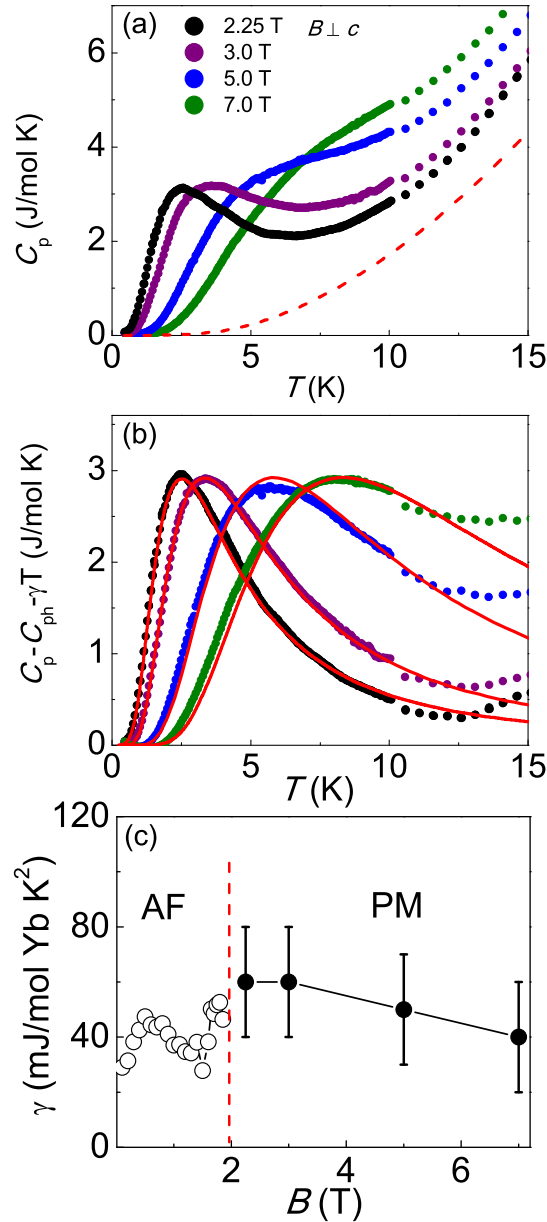 (a)
2.25 T B ⊥ c
3.0 T
5.0 T
7.0 T
6
4
2
0
C_p (J/mol K)
0 5 10 15
T (K)
(b)
3
2
1
0
C_p-C_ph-γT (J/mol K)
0 5 10 15
T (K)
(c)
120
80
40
0
AF PM
γ (mJ/mol Yb K²)
2 4 6
B (T)